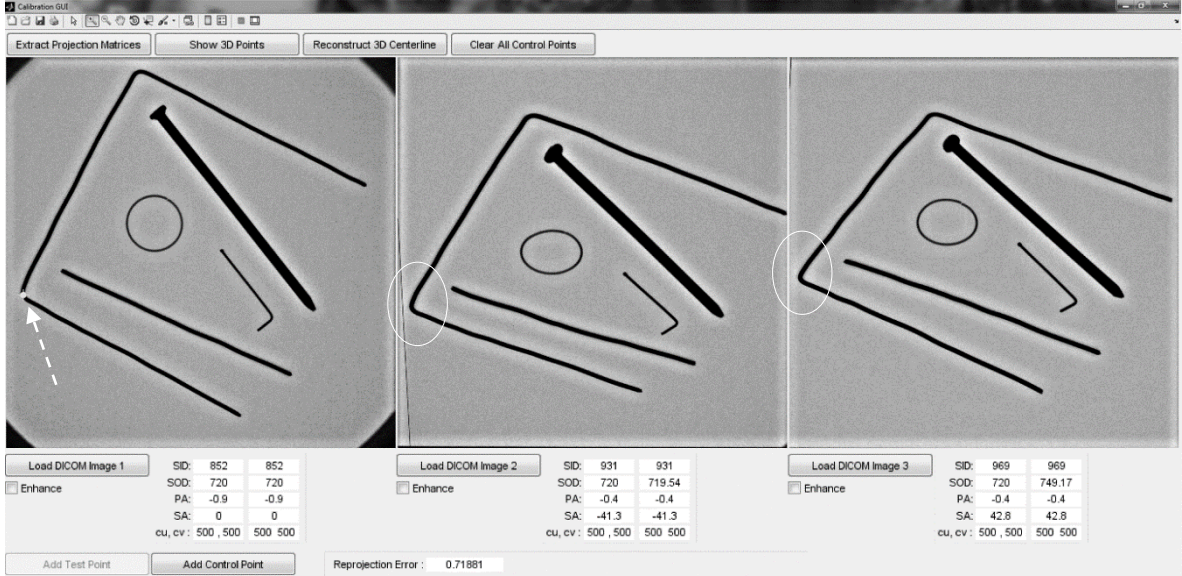 Calibration GUI
Extract Projection Matrices Show 3D Points Reconstruct 3D Centerline Clear All Control Points
Load DICOM Image 1 SID: 852 852 Load DICOM Image 2 SID: 931 931 Load DICOM Image 3 SID: 969 969
Enhance SOD: 720 720 Enhance SOD: 720 719.54 Enhance SOD: 720 749.17
PA: -0.9 -0.9 PA: -0.4 -0.4 PA: -0.4 -0.4
SA: 0 0 SA: -41.3 -41.3 SA: 42.8 42.8
cu, cv : 500 , 500 500 500 cu, cv : 500 , 500 500 500 cu, cv : 500 , 500 500 500
Add Test Point Add Control Point Reprojection Error : 0.71881